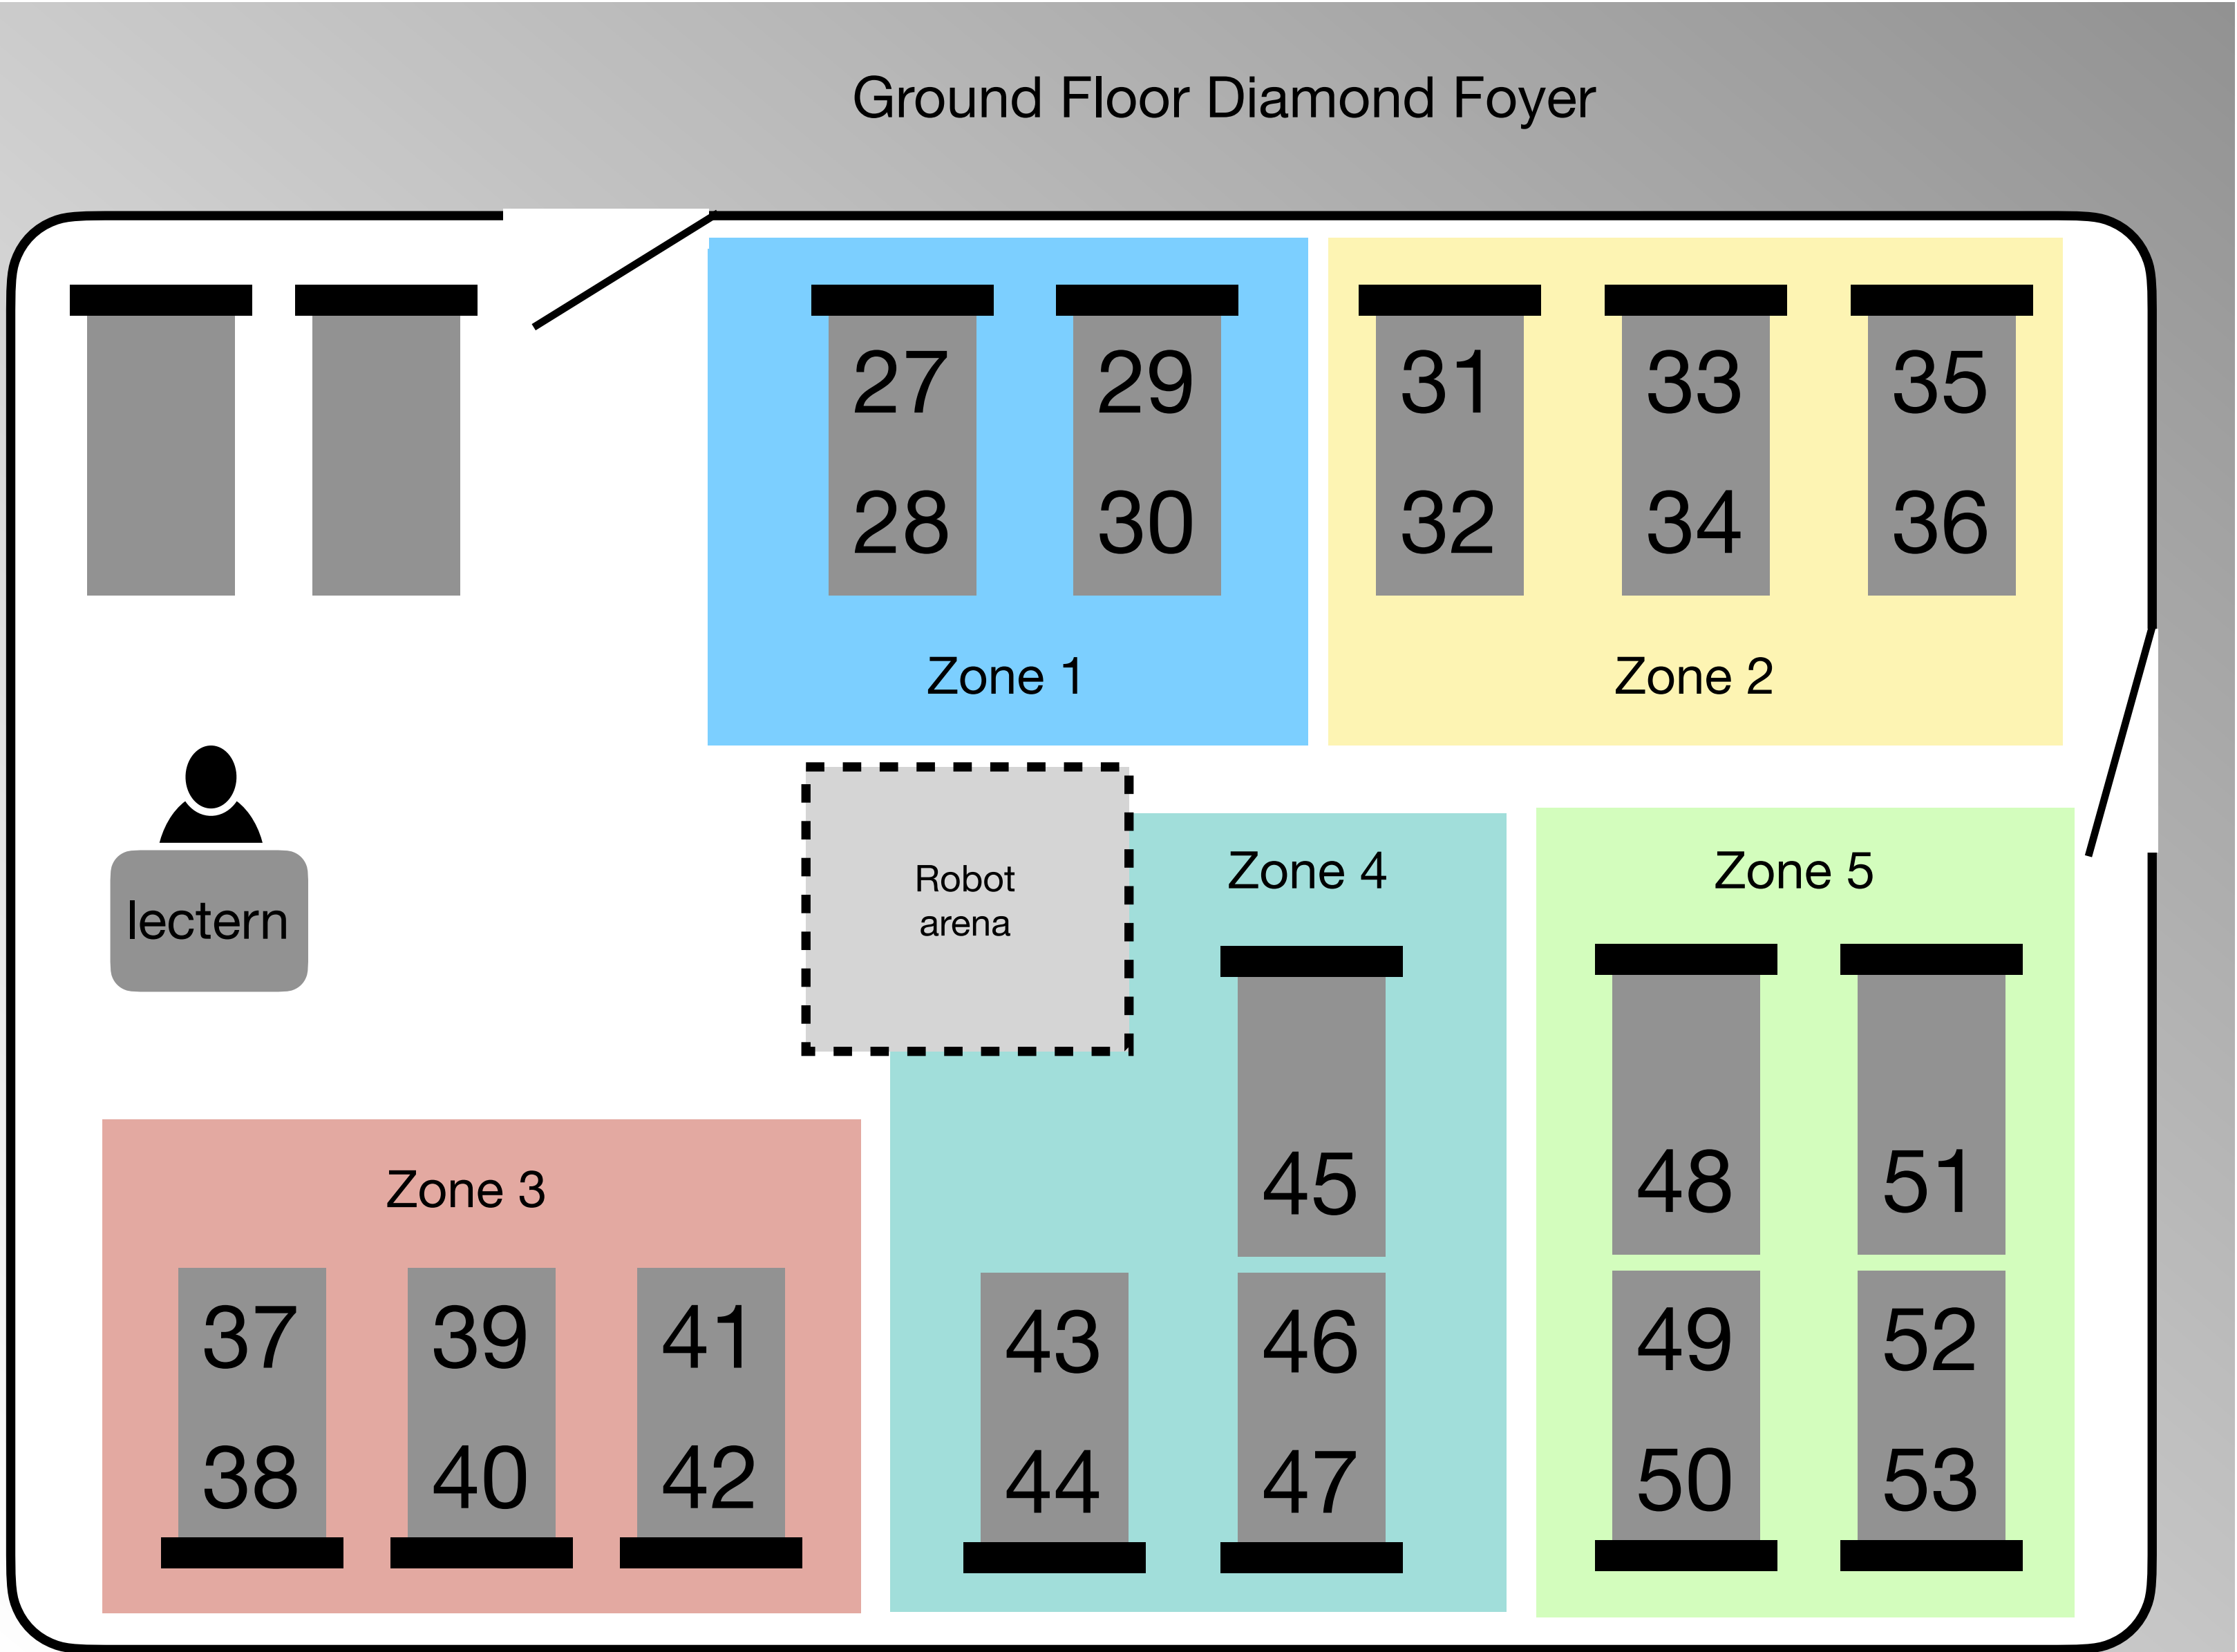 Ground Floor Diamond Foyer
27 29 31 33 35
28 30 32 34 36
Zone 1 Zone 2
lectern
Robot
arena
Zone 4 Zone 5
Zone 3
45 48 51
37 39 41 43 46 49 52
38 40 42 44 47 50 53